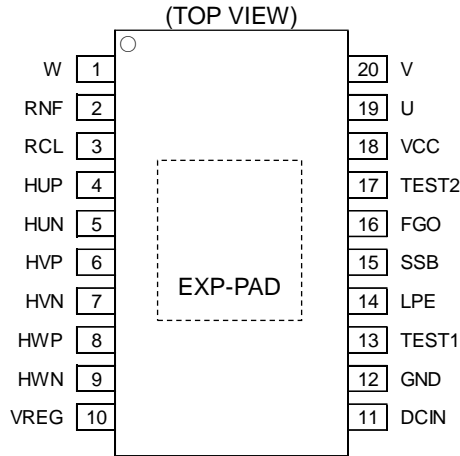 (TOP VIEW)
W 1 20 V
RNF 2 19 U
RCL 3 18 VCC
HUP 4 17 TEST2
HUN 5 16 FGO
HVP 6 15 SSB
HVN 7 EXP-PAD 14 LPE
HWP 8 13 TEST1
HWN 9 12 GND
VREG 10 11 DCIN